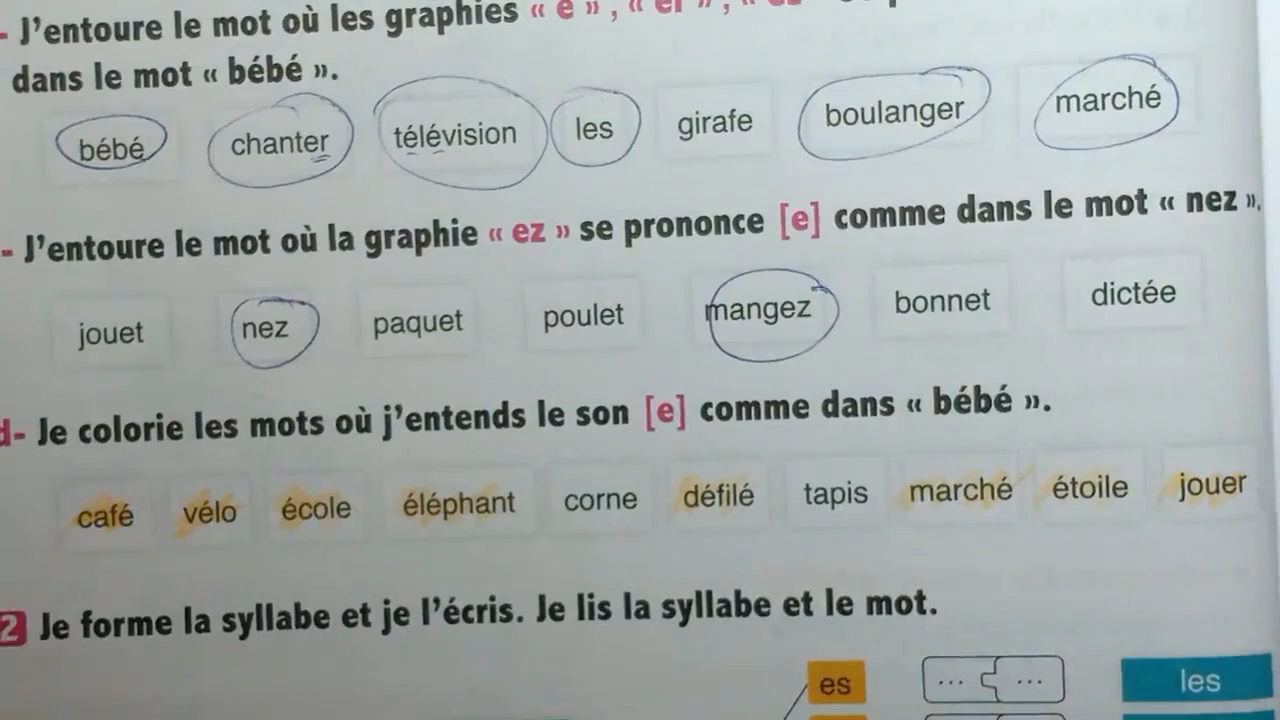 - J'entoure le mot où les graphies « é » , « er » , «
dans le mot « bébé ».
bébé chanter télévision les girafe boulanger marché
- J'entoure le mot où la graphie « ez » se prononce [e] comme dans le mot « nez ».
jouet nez paquet poulet mangez bonnet dictée
d- Je colorie les mots où j'entends le son [e] comme dans « bébé ».
café vélo école éléphant corne défilé tapis marché étoile jouer
2 Je forme la syllabe et je l'écris. Je lis la syllabe et le mot.
es ... ... les